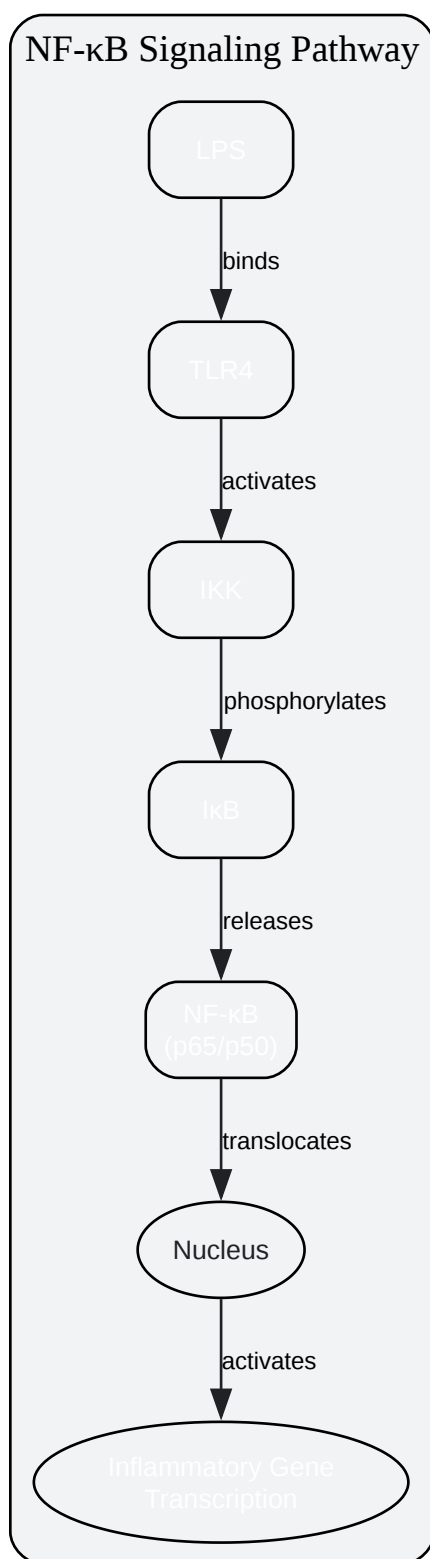 NF-κB Signaling Pathway
LPS
binds
TLR4
activates
IKK
phosphorylates
IκB
releases
NF-κB
(p65/p50)
translocates
Nucleus
activates
Inflammatory Gene
Transcription